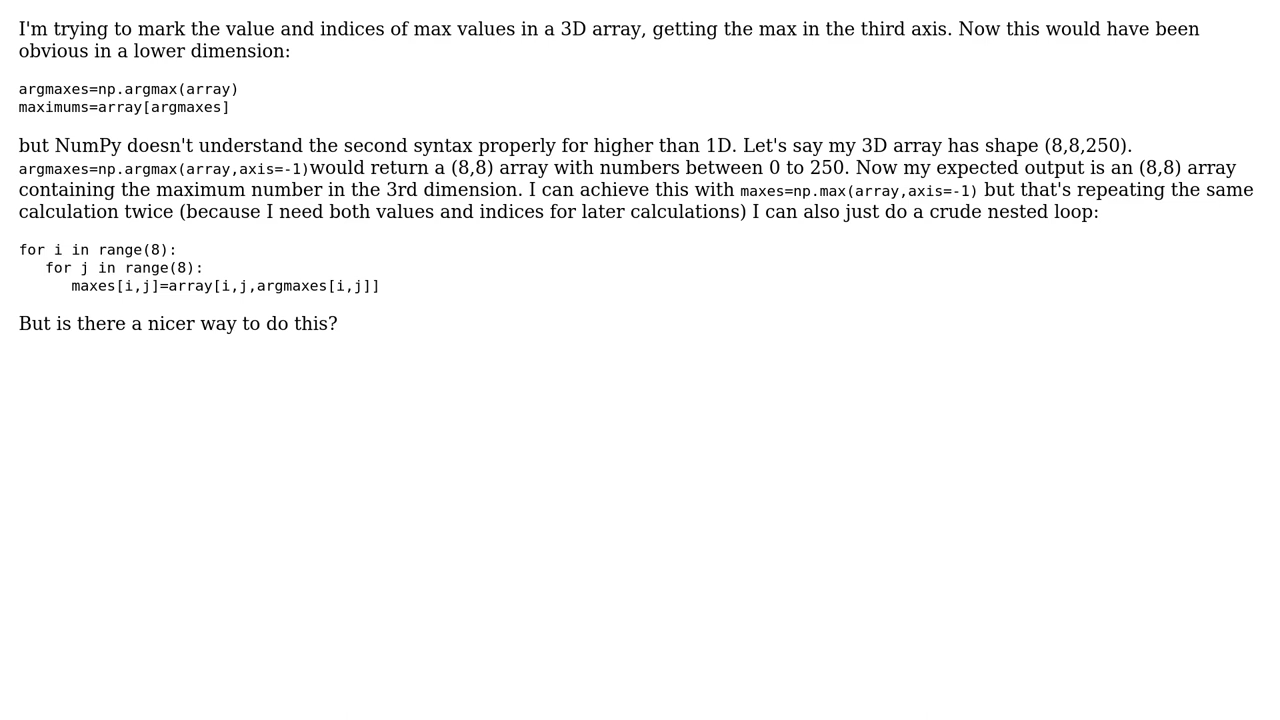 I'm trying to mark the value and indices of max values in a 3D array, getting the max in the third axis. Now this would have been
obvious in a lower dimension:
argmaxes=np.argmax(array)
maximums=array[argmaxes]
but NumPy doesn't understand the second syntax properly for higher than 1D. Let's say my 3D array has shape (8,8,250).
argmaxes=np.argmax(array,axis=-1)would return a (8,8) array with numbers between 0 to 250. Now my expected output is an (8,8) array
containing the maximum number in the 3rd dimension. I can achieve this with maxes=np.max(array,axis=-1) but that's repeating the same
calculation twice (because I need both values and indices for later calculations) I can also just do a crude nested loop:
for i in range(8):
   for j in range(8):
      maxes[i,j]=array[i,j,argmaxes[i,j]]
But is there a nicer way to do this?